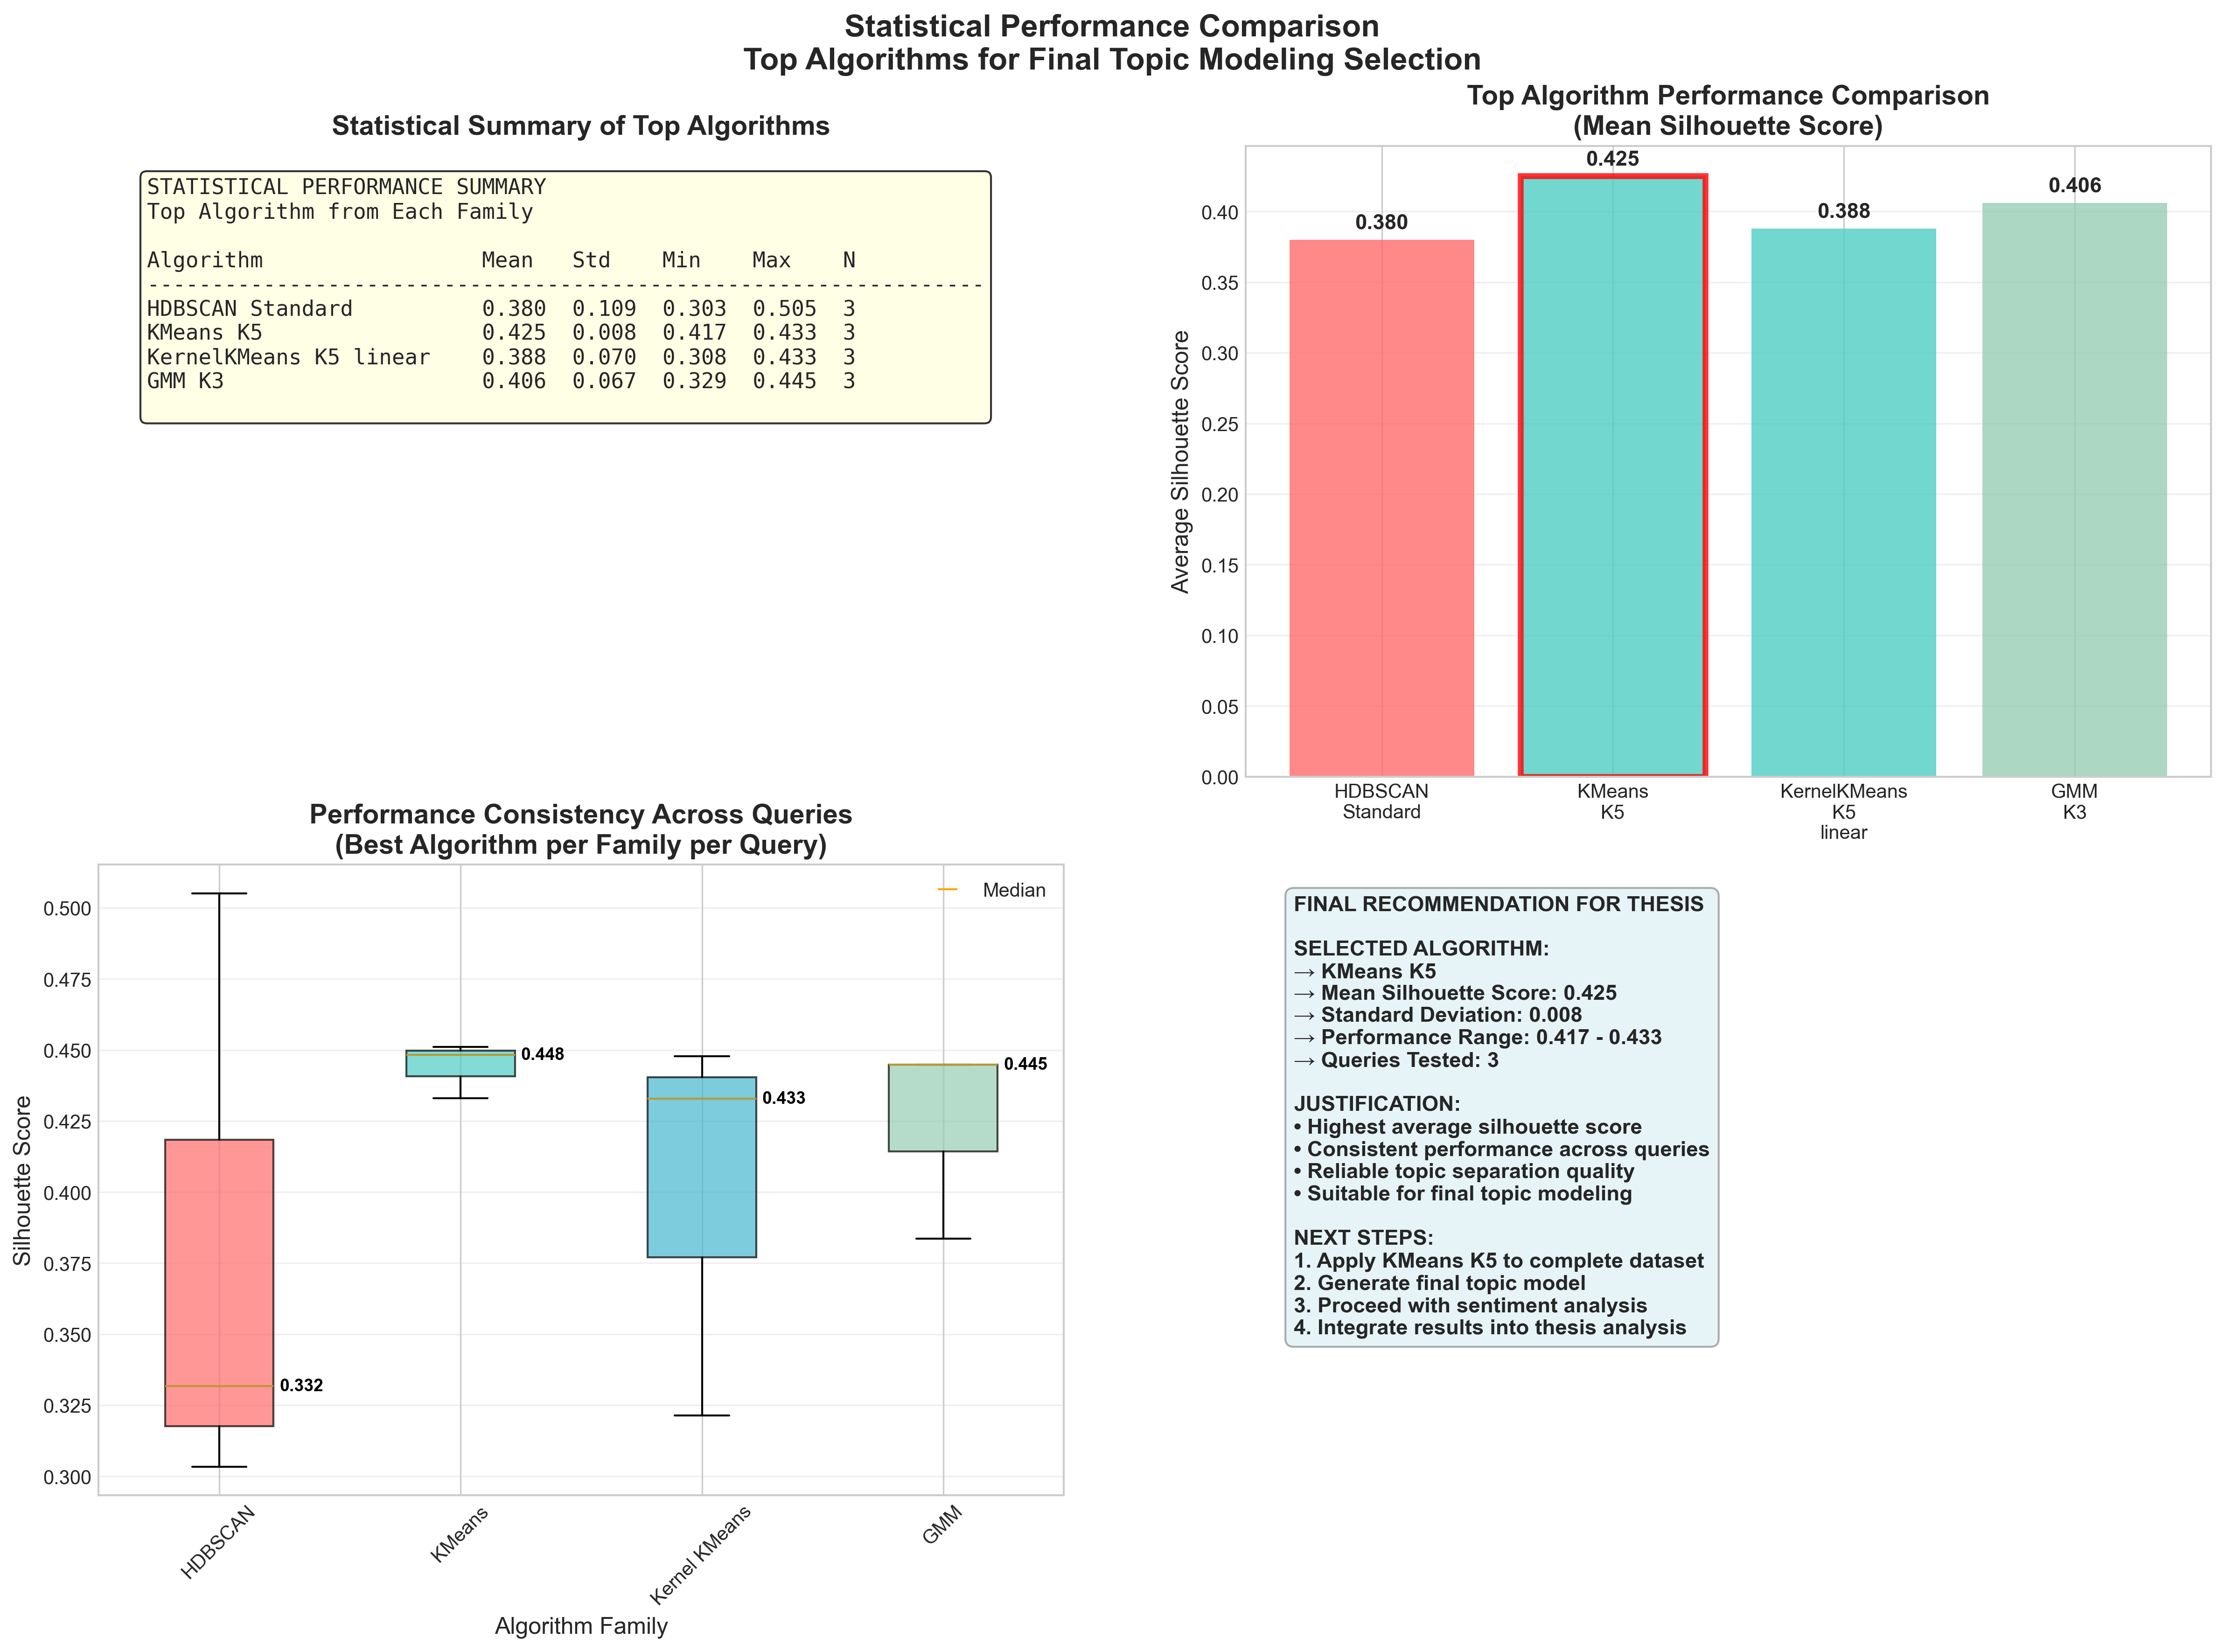 Statistical Performance Comparison
Top Algorithms for Final Topic Modeling Selection
Statistical Summary of Top Algorithms
STATISTICAL PERFORMANCE SUMMARY
Top Algorithm from Each Family
Algorithm Mean Std Min Max N
----------------------------------------------------------------
HDBSCAN Standard 0.380 0.109 0.303 0.505 3
KMeans K5 0.425 0.008 0.417 0.433 3
KernelKMeans K5 linear 0.388 0.070 0.308 0.433 3
GMM K3 0.406 0.067 0.329 0.445 3
Top Algorithm Performance Comparison
(Mean Silhouette Score)
Average Silhouette Score
0.40
0.35
0.30
0.25
0.20
0.15
0.10
0.05
0.00
0.380
0.425
0.388
0.406
HDBSCAN
Standard
KMeans
K5
KernelKMeans
K5
linear
GMM
K3
Performance Consistency Across Queries
(Best Algorithm per Family per Query)
Silhouette Score
0.500
0.475
0.450
0.425
0.400
0.375
0.350
0.325
0.300
Median
0.332
0.448
0.433
0.445
HDBSCAN
KMeans
Kernel KMeans
GMM
Algorithm Family
FINAL RECOMMENDATION FOR THESIS
SELECTED ALGORITHM:
→ KMeans K5
→ Mean Silhouette Score: 0.425
→ Standard Deviation: 0.008
→ Performance Range: 0.417 - 0.433
→ Queries Tested: 3
JUSTIFICATION:
• Highest average silhouette score
• Consistent performance across queries
• Reliable topic separation quality
• Suitable for final topic modeling
NEXT STEPS:
1. Apply KMeans K5 to complete dataset
2. Generate final topic model
3. Proceed with sentiment analysis
4. Integrate results into thesis analysis